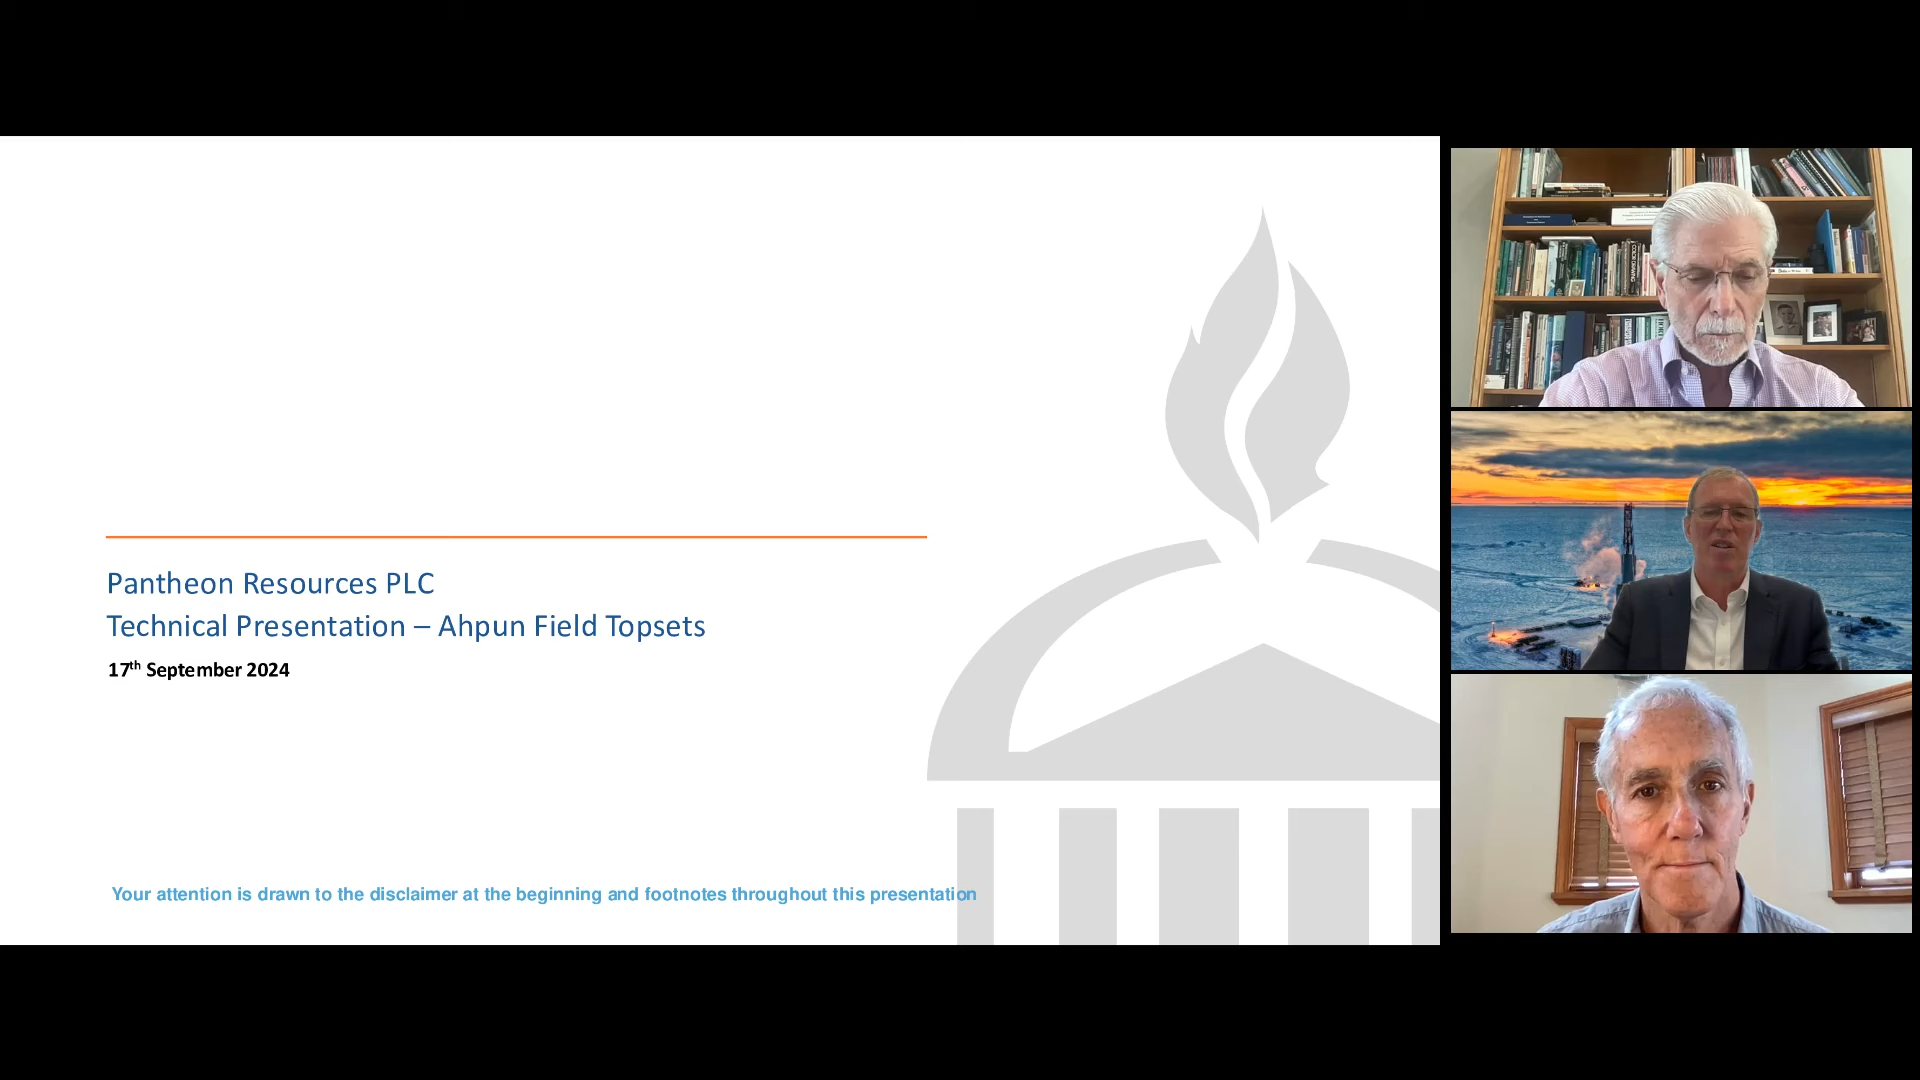 Pantheon Resources PLC
Technical Presentation – Ahpun Field Topsets
17th September 2024
Your attention is drawn to the disclaimer at the beginning and footnotes throughout this presentation